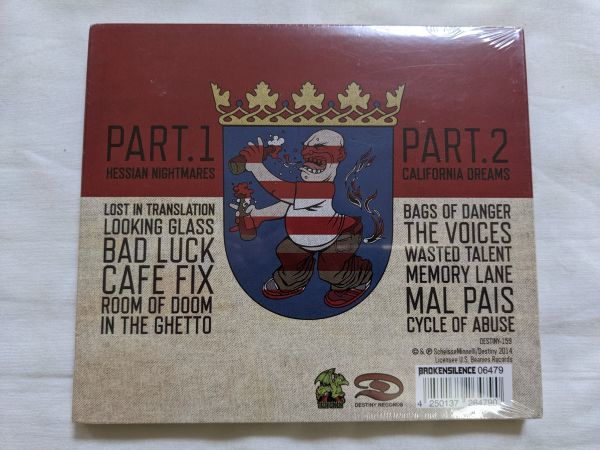 PART.1
HESSIAN NIGHTMARES
LOST IN TRANSLATION
LOOKING GLASS
BAD LUCK
CAFE FIX
ROOM OF DOOM
IN THE GHETTO
PART.2
CALIFORNIA DREAMS
BAGS OF DANGER
THE VOICES
WASTED TALENT
MEMORY LANE
MAL PAIS
CYCLE OF ABUSE
DESTINY-159
© & ℗ ScheisseMinnelli/Destiny 2014
Licensee U.S. Beanies Records
DESTINY RECORDS
BROKENSILENCE 06479
4 250137 264790